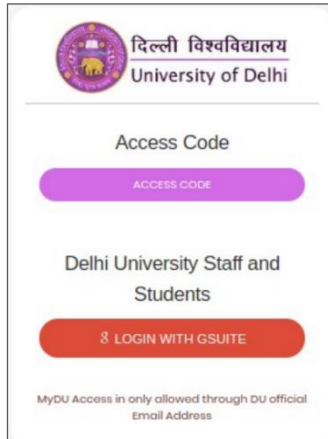 दिल्ली विश्वविद्यालय
University of Delhi
Access Code
ACCESS CODE
Delhi University Staff and
Students
LOGIN WITH GSUITE
MyDU Access in only allowed through DU official
Email Address